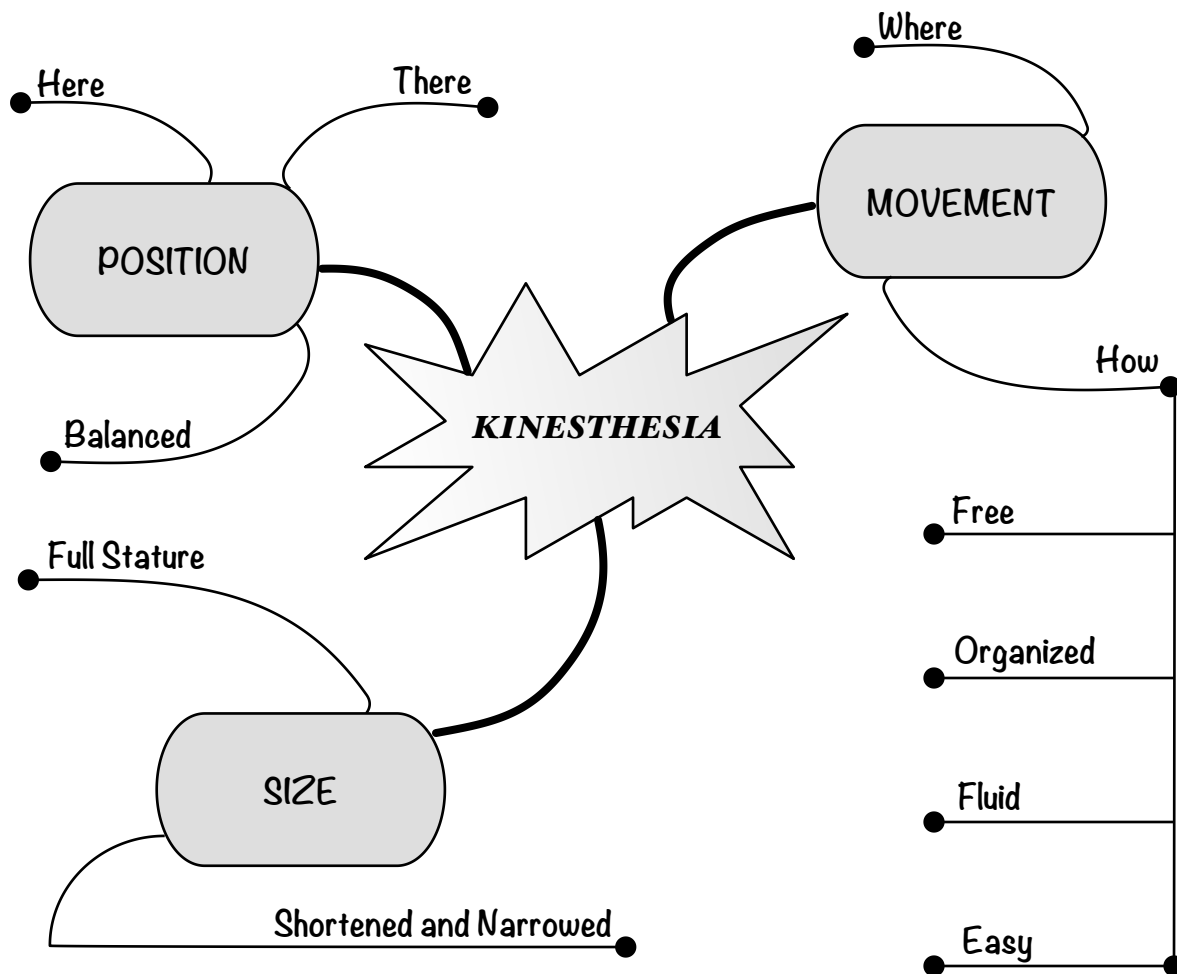 Where
Here
There
MOVEMENT
POSITION
How
KINESTHESIA
Balanced
Free
Full Stature
Organized
SIZE
Fluid
Shortened and Narrowed
Easy